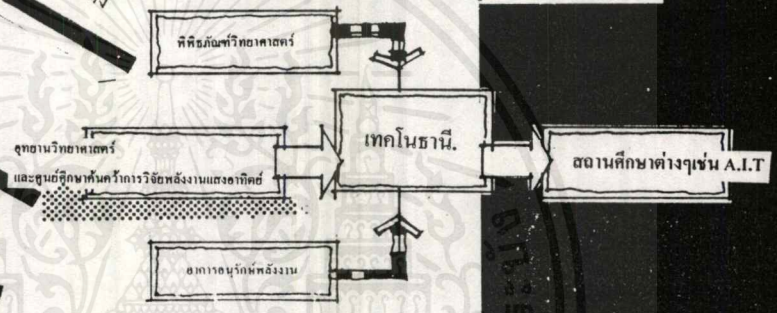 พิพิธภัณฑ์วิทยาศาสตร์
เทคโนธานี.
อุทยานวิทยาศาสตร์
และศูนย์ศึกษาค้นคว้าการวิจัยพลังงานแสงอาทิตย์
สถานศึกษาต่างๆเช่น A.I.T
อาการอนุรักษ์พลังงาน